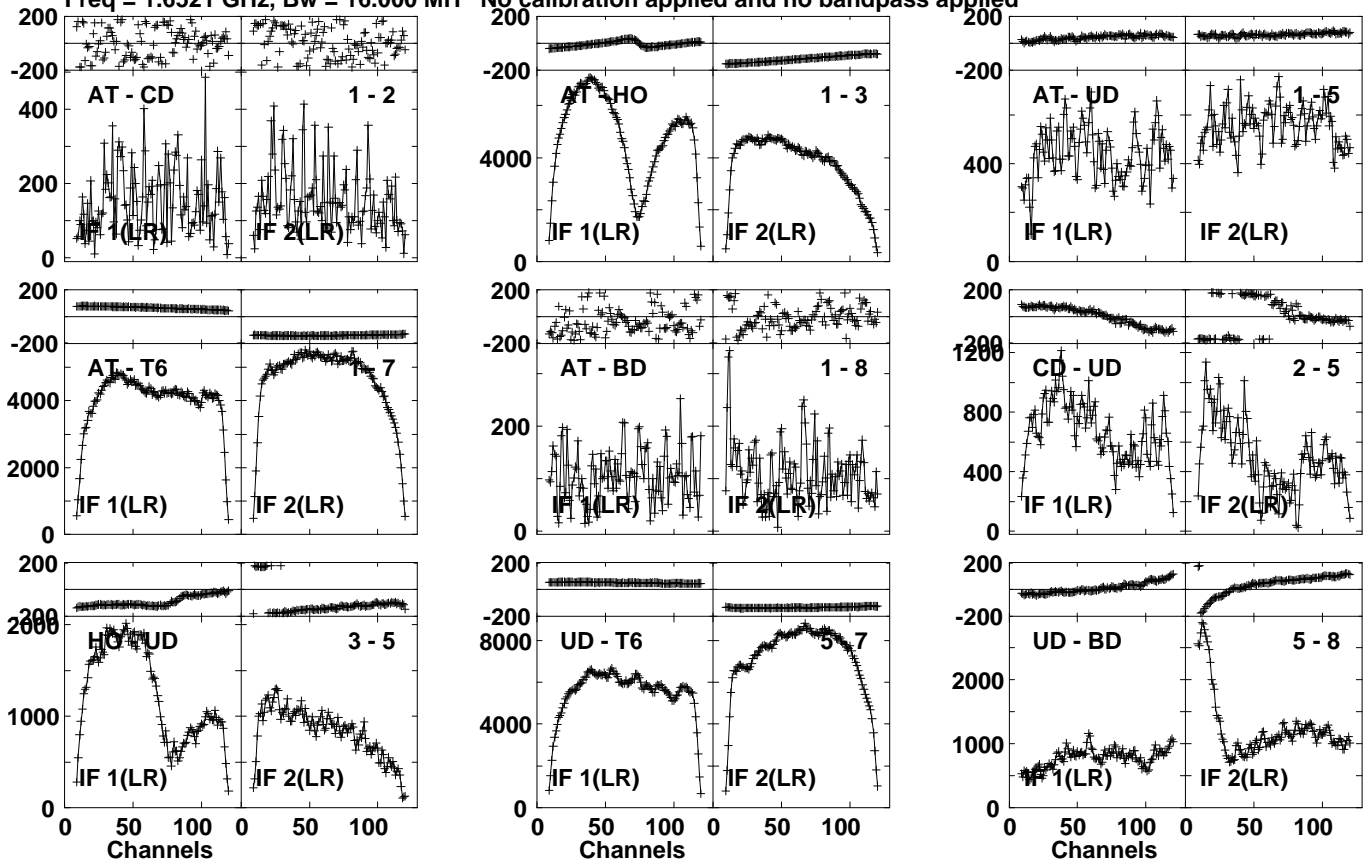 Freq = 1.6521 GHz, Bw = 16.000 MH No calibration applied and no bandpass applied
200
-200
400
200
0
AT - CD
1 - 2
IF 1(LR)
IF 2(LR)
-200
4000
0
AT - HO
1 - 3
IF 1(LR)
IF 2(LR)
200
-200
400
0
AT - UD
1 - 5
IF 1(LR)
IF 2(LR)
200
-200
4000
2000
0
AT - T6
1 - 7
IF 1(LR)
IF 2(LR)
200
-200
200
0
AT - BD
1 - 8
IF 1(LR)
IF 2(LR)
200
-200
1200
800
400
0
CD - UD
2 - 5
IF 1(LR)
IF 2(LR)
200
-200
2000
1000
0
HO - UD
3 - 5
IF 1(LR)
IF 2(LR)
0 50 100 0 50 100
Channels
200
-200
8000
4000
0
UD - T6
5 - 7
IF 1(LR)
IF 2(LR)
0 50 100 0 50 100
Channels
200
-200
2000
1000
0
UD - BD
5 - 8
IF 1(LR)
IF 2(LR)
0 50 100 0 50 100
Channels